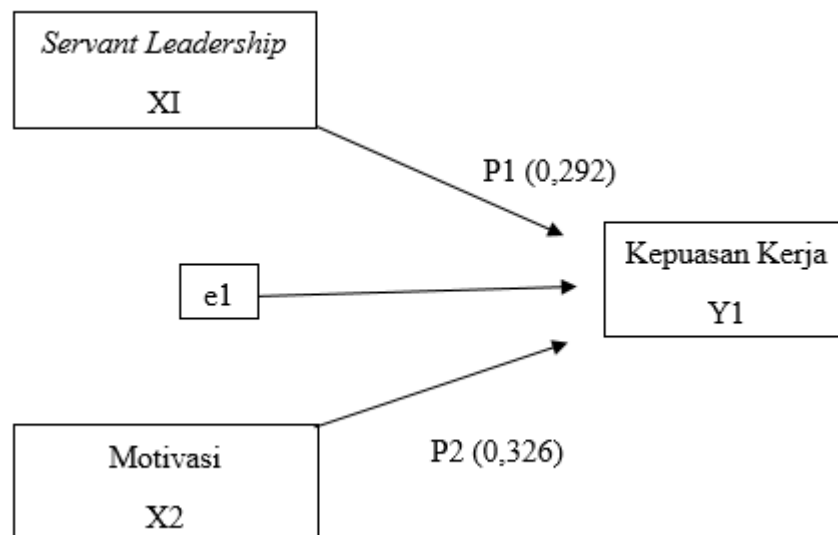 Servant Leadership
XI
P1 (0,292)
Kepuasan Kerja
Y1
e1
P2 (0,326)
Motivasi
X2